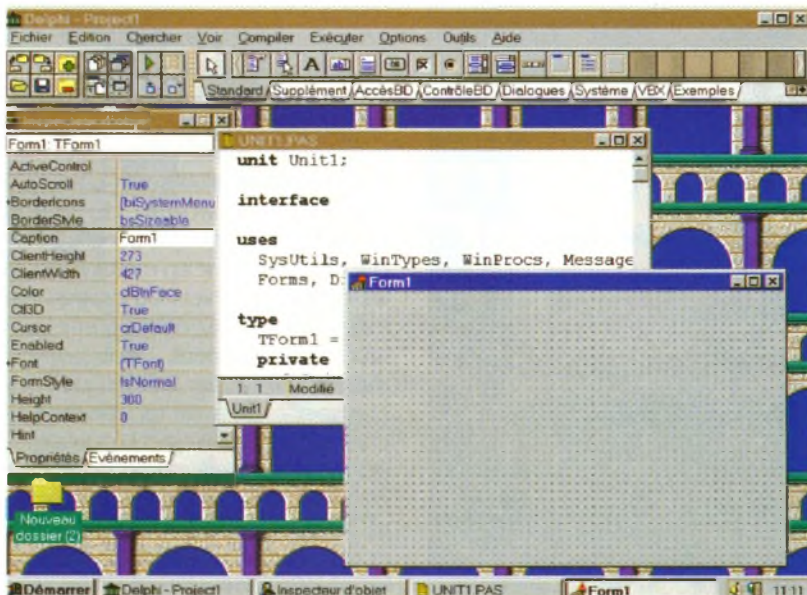 Delphi - Project1
Fichier Edition Chercher Voir Compiler Exécuter Options Outils Aide
Standard Supplément AccèsBD ContrôleBD Dialogues Système VBX Exemples
Form1: TForm1
ActiveControl
AutoScroll True
+BorderIcons [biSystemMenu
BorderStyle bsSizeable
Caption Form1
ClientHeight 273
ClientWidth 427
Color clBtnFace
Ctl3D True
Cursor crDefault
Enabled True
+Font (TFont)
FormStyle fsNormal
Height 300
HelpContext 0
Hint
Propriétés Evénements
UNIT1.PAS
unit Unit1;
interface
uses
SysUtils, WinTypes, WinProcs, Message
Forms, D
type
TForm1 =
private
1: 1 Modifié
Unit1
Form1
Nouveau
dossier (2)
Démarrer Delphi - Project1 Inspecteur d'objet UNIT1.PAS Form1 11:11